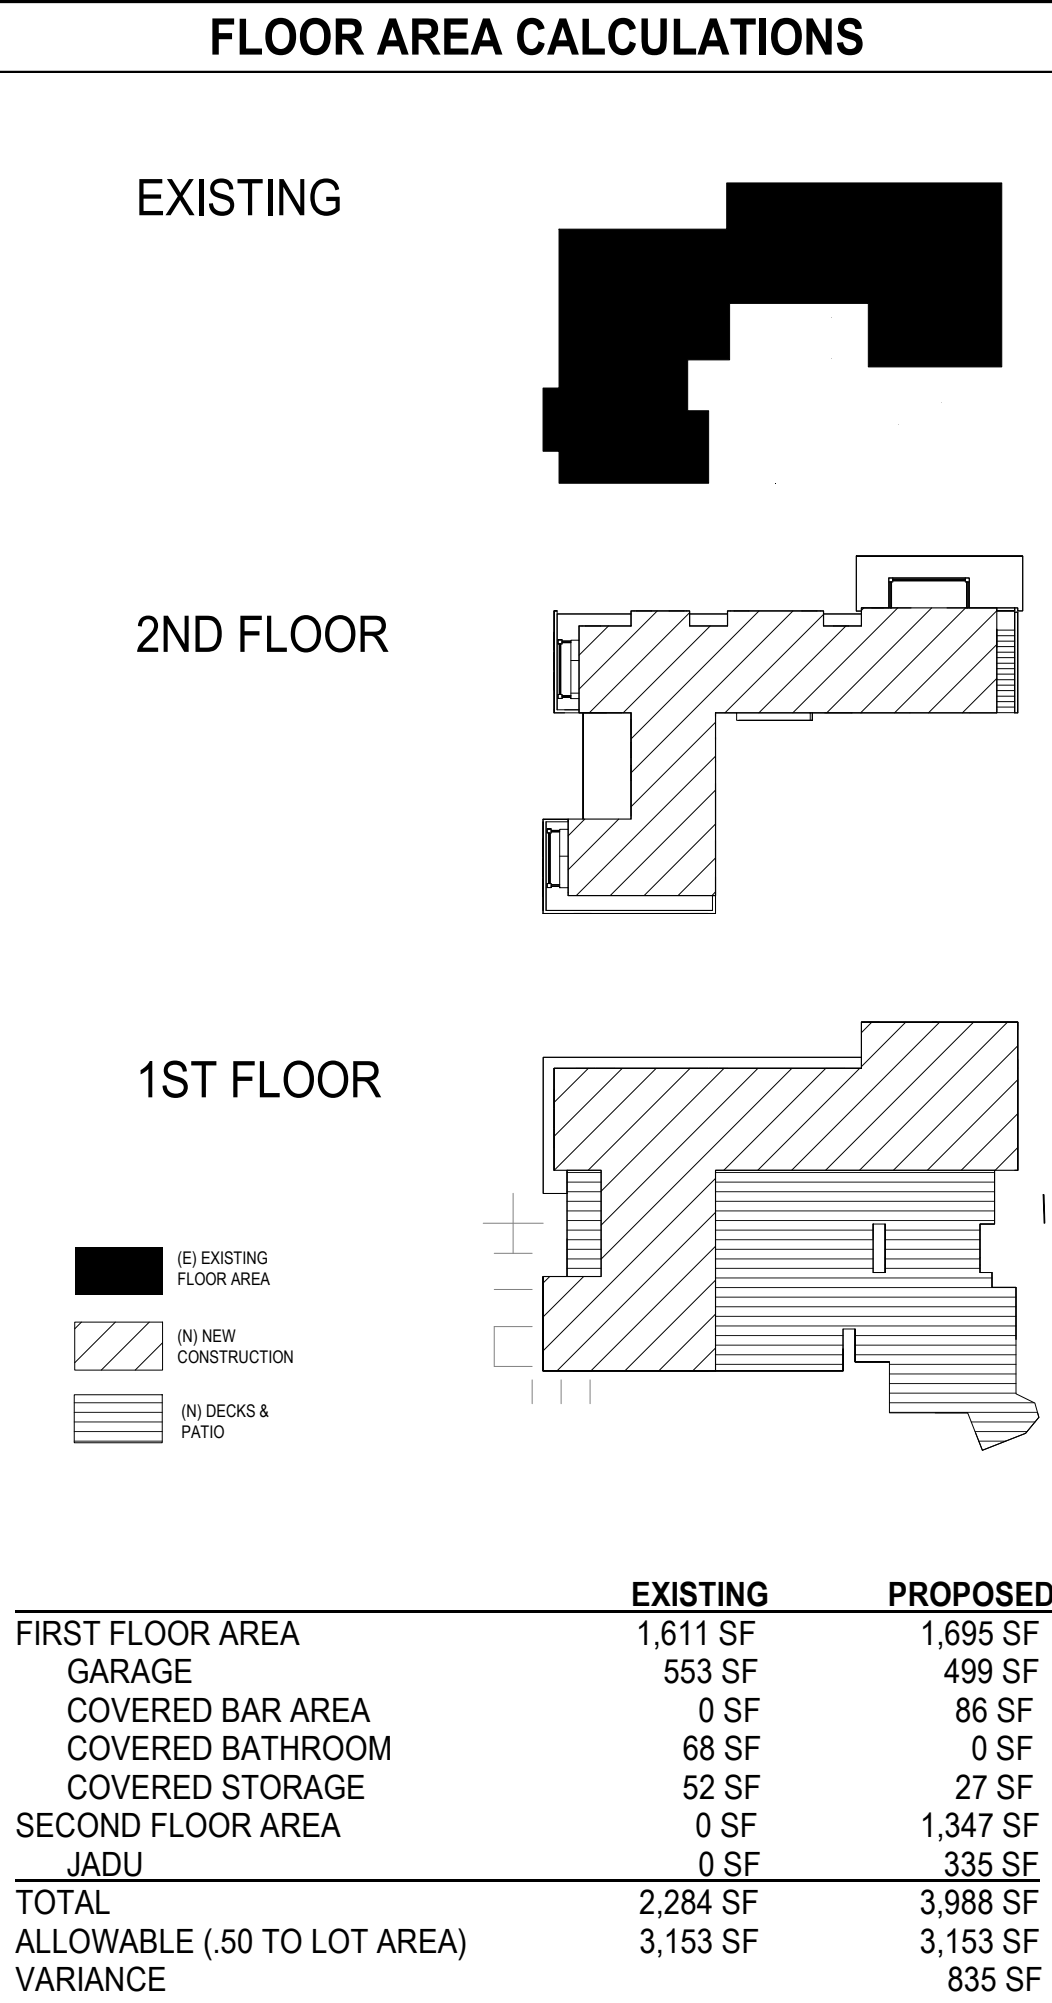 FLOOR AREA CALCULATIONS
EXISTING
2ND FLOOR
1ST FLOOR
(E) EXISTING
FLOOR AREA
(N) NEW
CONSTRUCTION
(N) DECKS &
PATIO
EXISTING PROPOSED
FIRST FLOOR AREA 1,611 SF 1,695 SF
GARAGE 553 SF 499 SF
COVERED BAR AREA 0 SF 86 SF
COVERED BATHROOM 68 SF 0 SF
COVERED STORAGE 52 SF 27 SF
SECOND FLOOR AREA 0 SF 1,347 SF
JADU 0 SF 335 SF
TOTAL 2,284 SF 3,988 SF
ALLOWABLE (.50 TO LOT AREA) 3,153 SF 3,153 SF
VARIANCE 835 SF